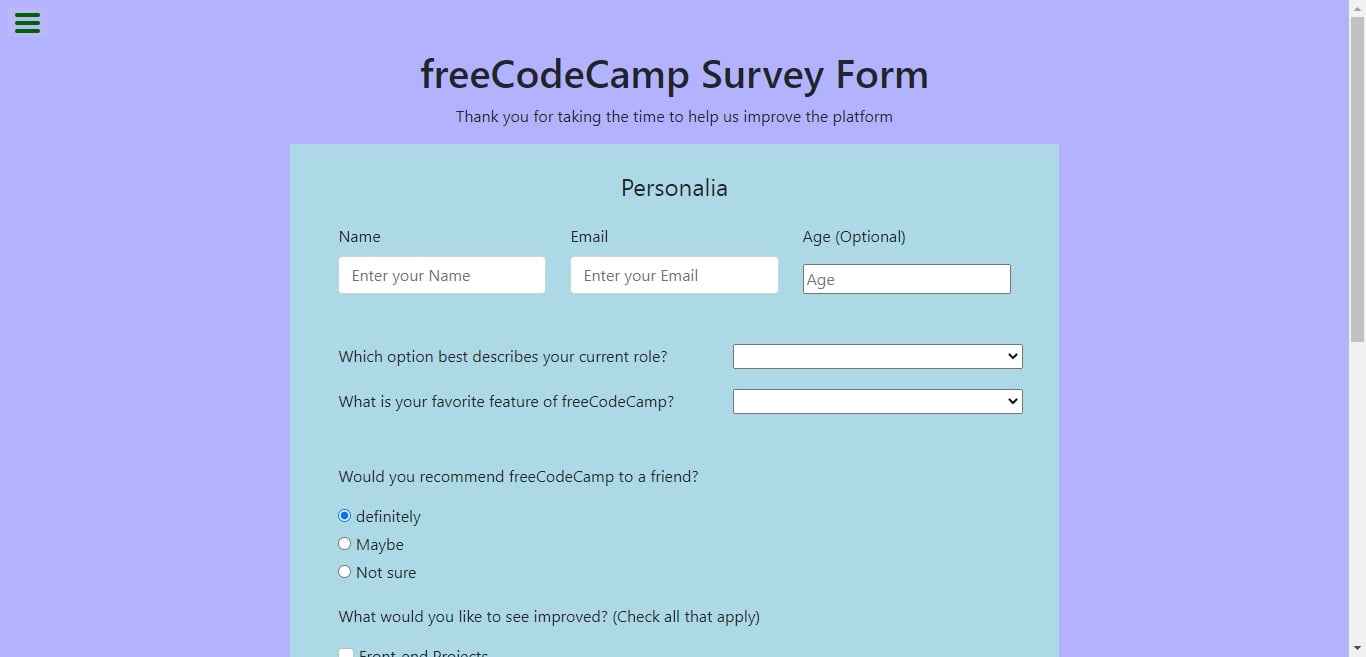 freeCodeCamp Survey Form
Thank you for taking the time to help us improve the platform
Personalia
Name Email Age (Optional)
Enter your Name Enter your Email Age
Which option best describes your current role?
What is your favorite feature of freeCodeCamp?
Would you recommend freeCodeCamp to a friend?
definitely
Maybe
Not sure
What would you like to see improved? (Check all that apply)
Front-end Projects